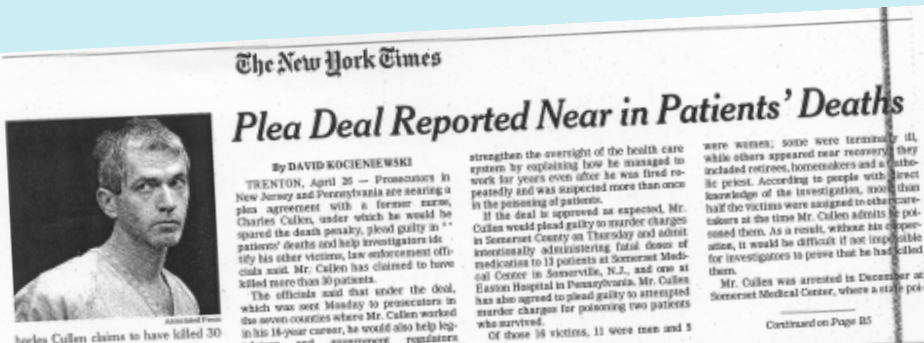 The New York Times
Plea Deal Reported Near in Patients' Deaths
By DAVID KOCIENIEWSKI
TRENTON, April 26 — Prosecutors in
New Jersey and Pennsylvania are nearing a
plea agreement with a former nurse,
Charles Cullen, under which he would be
spared the death penalty, plead guilty in
patients' deaths and help investigators ide
tify his other victims, law enforcement offi-
cials said. Mr. Cullen has claimed to have
killed more than 30 patients.
The officials said that under the deal,
which was sent Monday to prosecutors in
the seven counties where Mr. Cullen worked
in his 16-year career, he would also help leg-
and government regulators
strengthen the oversight of the health care
system by explaining how he managed to
work for years even after he was fired re-
peatedly and was suspected more than once
in the poisoning of patients.
If the deal is approved as expected, Mr.
Cullen would plead guilty to murder charges
in Somerset County on Thursday and admit
intentionally administering fatal doses of
medication to 13 patients at Somerset Medi-
cal Center in Somerville, N.J., and one at
Easton Hospital in Pennsylvania. Mr. Cullen
has also agreed to plead guilty to attempted
murder charges for poisoning two patients
who survived.
Of those 16 victims, 11 were men and 5
were women; some were terminally ill,
while others appeared near recovery; they
included retirees, homemakers and a Catho-
lic priest. According to people with direct
knowledge of the investigation, more than
half the victims were assigned to other care-
takers at the time Mr. Cullen admits he poi-
soned them. As a result, without his cooper-
ation, it would be difficult if not impossible
for investigators to prove that he had killed
them.
Mr. Cullen was arrested in December at
Somerset Medical Center, where a state pol-
Continued on Page B5
Associated Press
harles Cullen claims to have killed 30